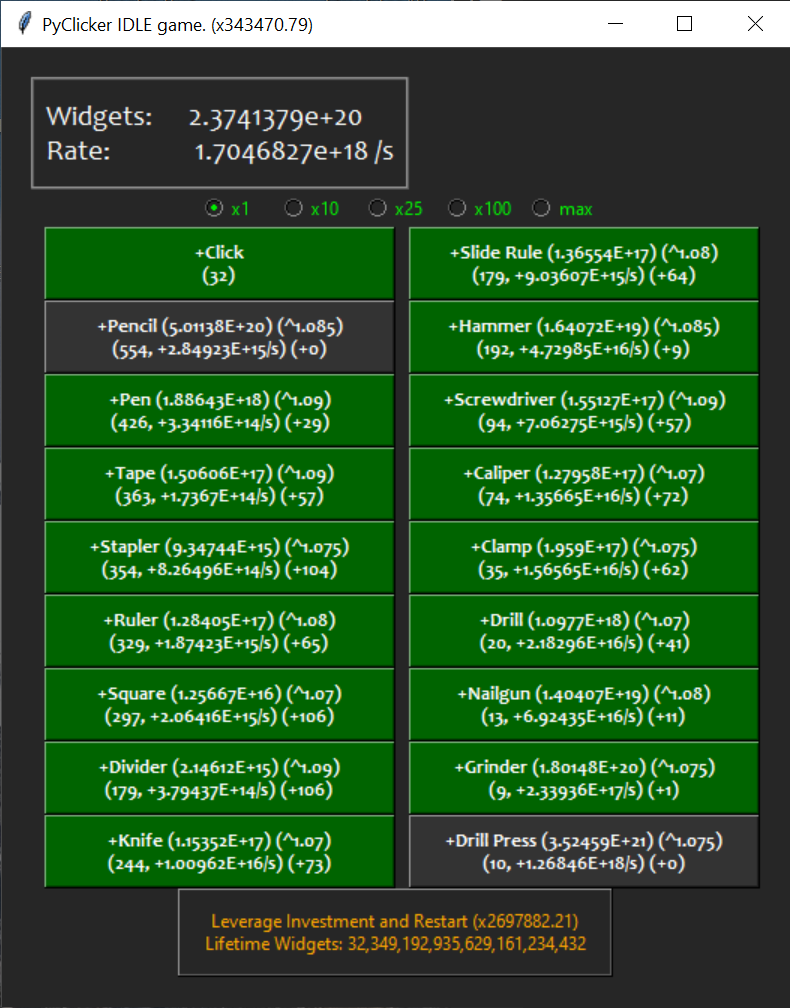 PyClicker IDLE game. (x343470.79)
Widgets: 2.3741379e+20
Rate: 1.7046827e+18 /s
x1 x10 x25 x100 max
+Click
(32)
+Slide Rule (1.36554E+17) (^1.08)
(179, +9.03607E+15/s) (+64)
+Pencil (5.01138E+20) (^1.085)
(554, +2.84923E+15/s) (+0)
+Hammer (1.64072E+19) (^1.085)
(192, +4.72985E+16/s) (+9)
+Pen (1.88643E+18) (^1.09)
(426, +3.34116E+14/s) (+29)
+Screwdriver (1.55127E+17) (^1.09)
(94, +7.06275E+15/s) (+57)
+Tape (1.50606E+17) (^1.09)
(363, +1.7367E+14/s) (+57)
+Caliper (1.27958E+17) (^1.07)
(74, +1.35665E+16/s) (+72)
+Stapler (9.34744E+15) (^1.075)
(354, +8.26496E+14/s) (+104)
+Clamp (1.959E+17) (^1.075)
(35, +1.56565E+16/s) (+62)
+Ruler (1.28405E+17) (^1.08)
(329, +1.87423E+15/s) (+65)
+Drill (1.0977E+18) (^1.07)
(20, +2.18296E+16/s) (+41)
+Square (1.25667E+16) (^1.07)
(297, +2.06416E+15/s) (+106)
+Nailgun (1.40407E+19) (^1.08)
(13, +6.92435E+16/s) (+11)
+Divider (2.14612E+15) (^1.09)
(179, +3.79437E+14/s) (+106)
+Grinder (1.80148E+20) (^1.075)
(9, +2.33936E+17/s) (+1)
+Knife (1.15352E+17) (^1.07)
(244, +1.00962E+16/s) (+73)
+Drill Press (3.52459E+21) (^1.075)
(10, +1.26846E+18/s) (+0)
Leverage Investment and Restart (x2697882.21)
Lifetime Widgets: 32,349,192,935,629,161,234,432